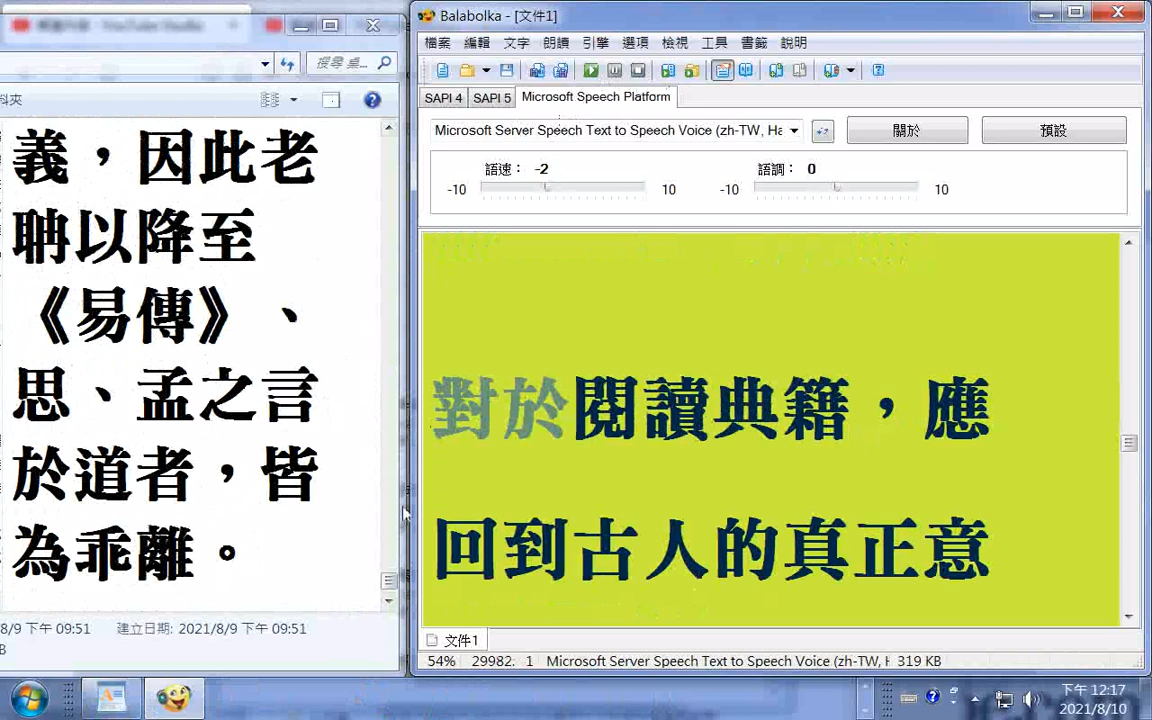 搜尋 桌...
料夾
義，因此老
聃以降至
《易傳》、
思、孟之言
於道者，皆
為乖離。
8/9 下午 09:51 建立日期: 2021/8/9 下午 09:51
B
Balabolka - [文件1]
檔案 編輯 文字 朗讀 引擎 選項 檢視 工具 書籤 說明
SAPI 4 SAPI 5 Microsoft Speech Platform
Microsoft Server Speech Text to Speech Voice (zh-TW, Ha
關於 預設
語速： -2 語調： 0
-10 10 -10 10
對於閱讀典籍，應
回到古人的真正意
文件1
54% 29982: 1 Microsoft Server Speech Text to Speech Voice (zh-TW, H 319 KB
下午 12:17
2021/8/10